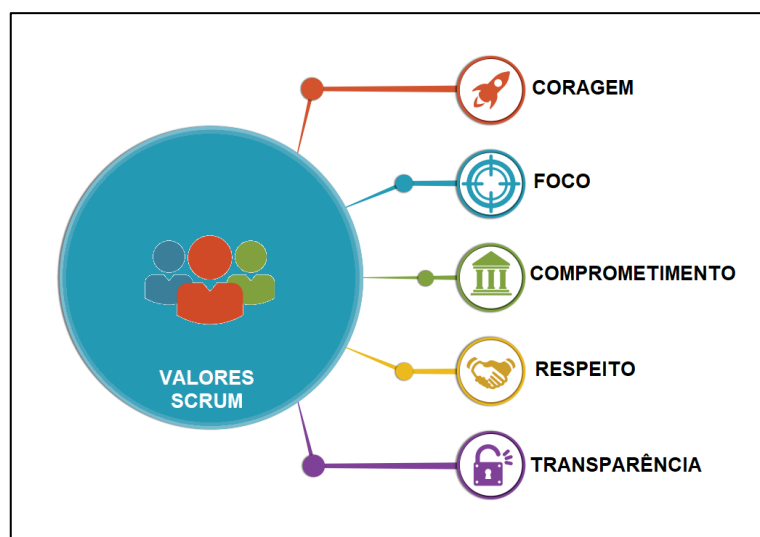 CORAGEM
FOCO
COMPROMETIMENTO
RESPEITO
VALORES
SCRUM
TRANSPARÊNCIA